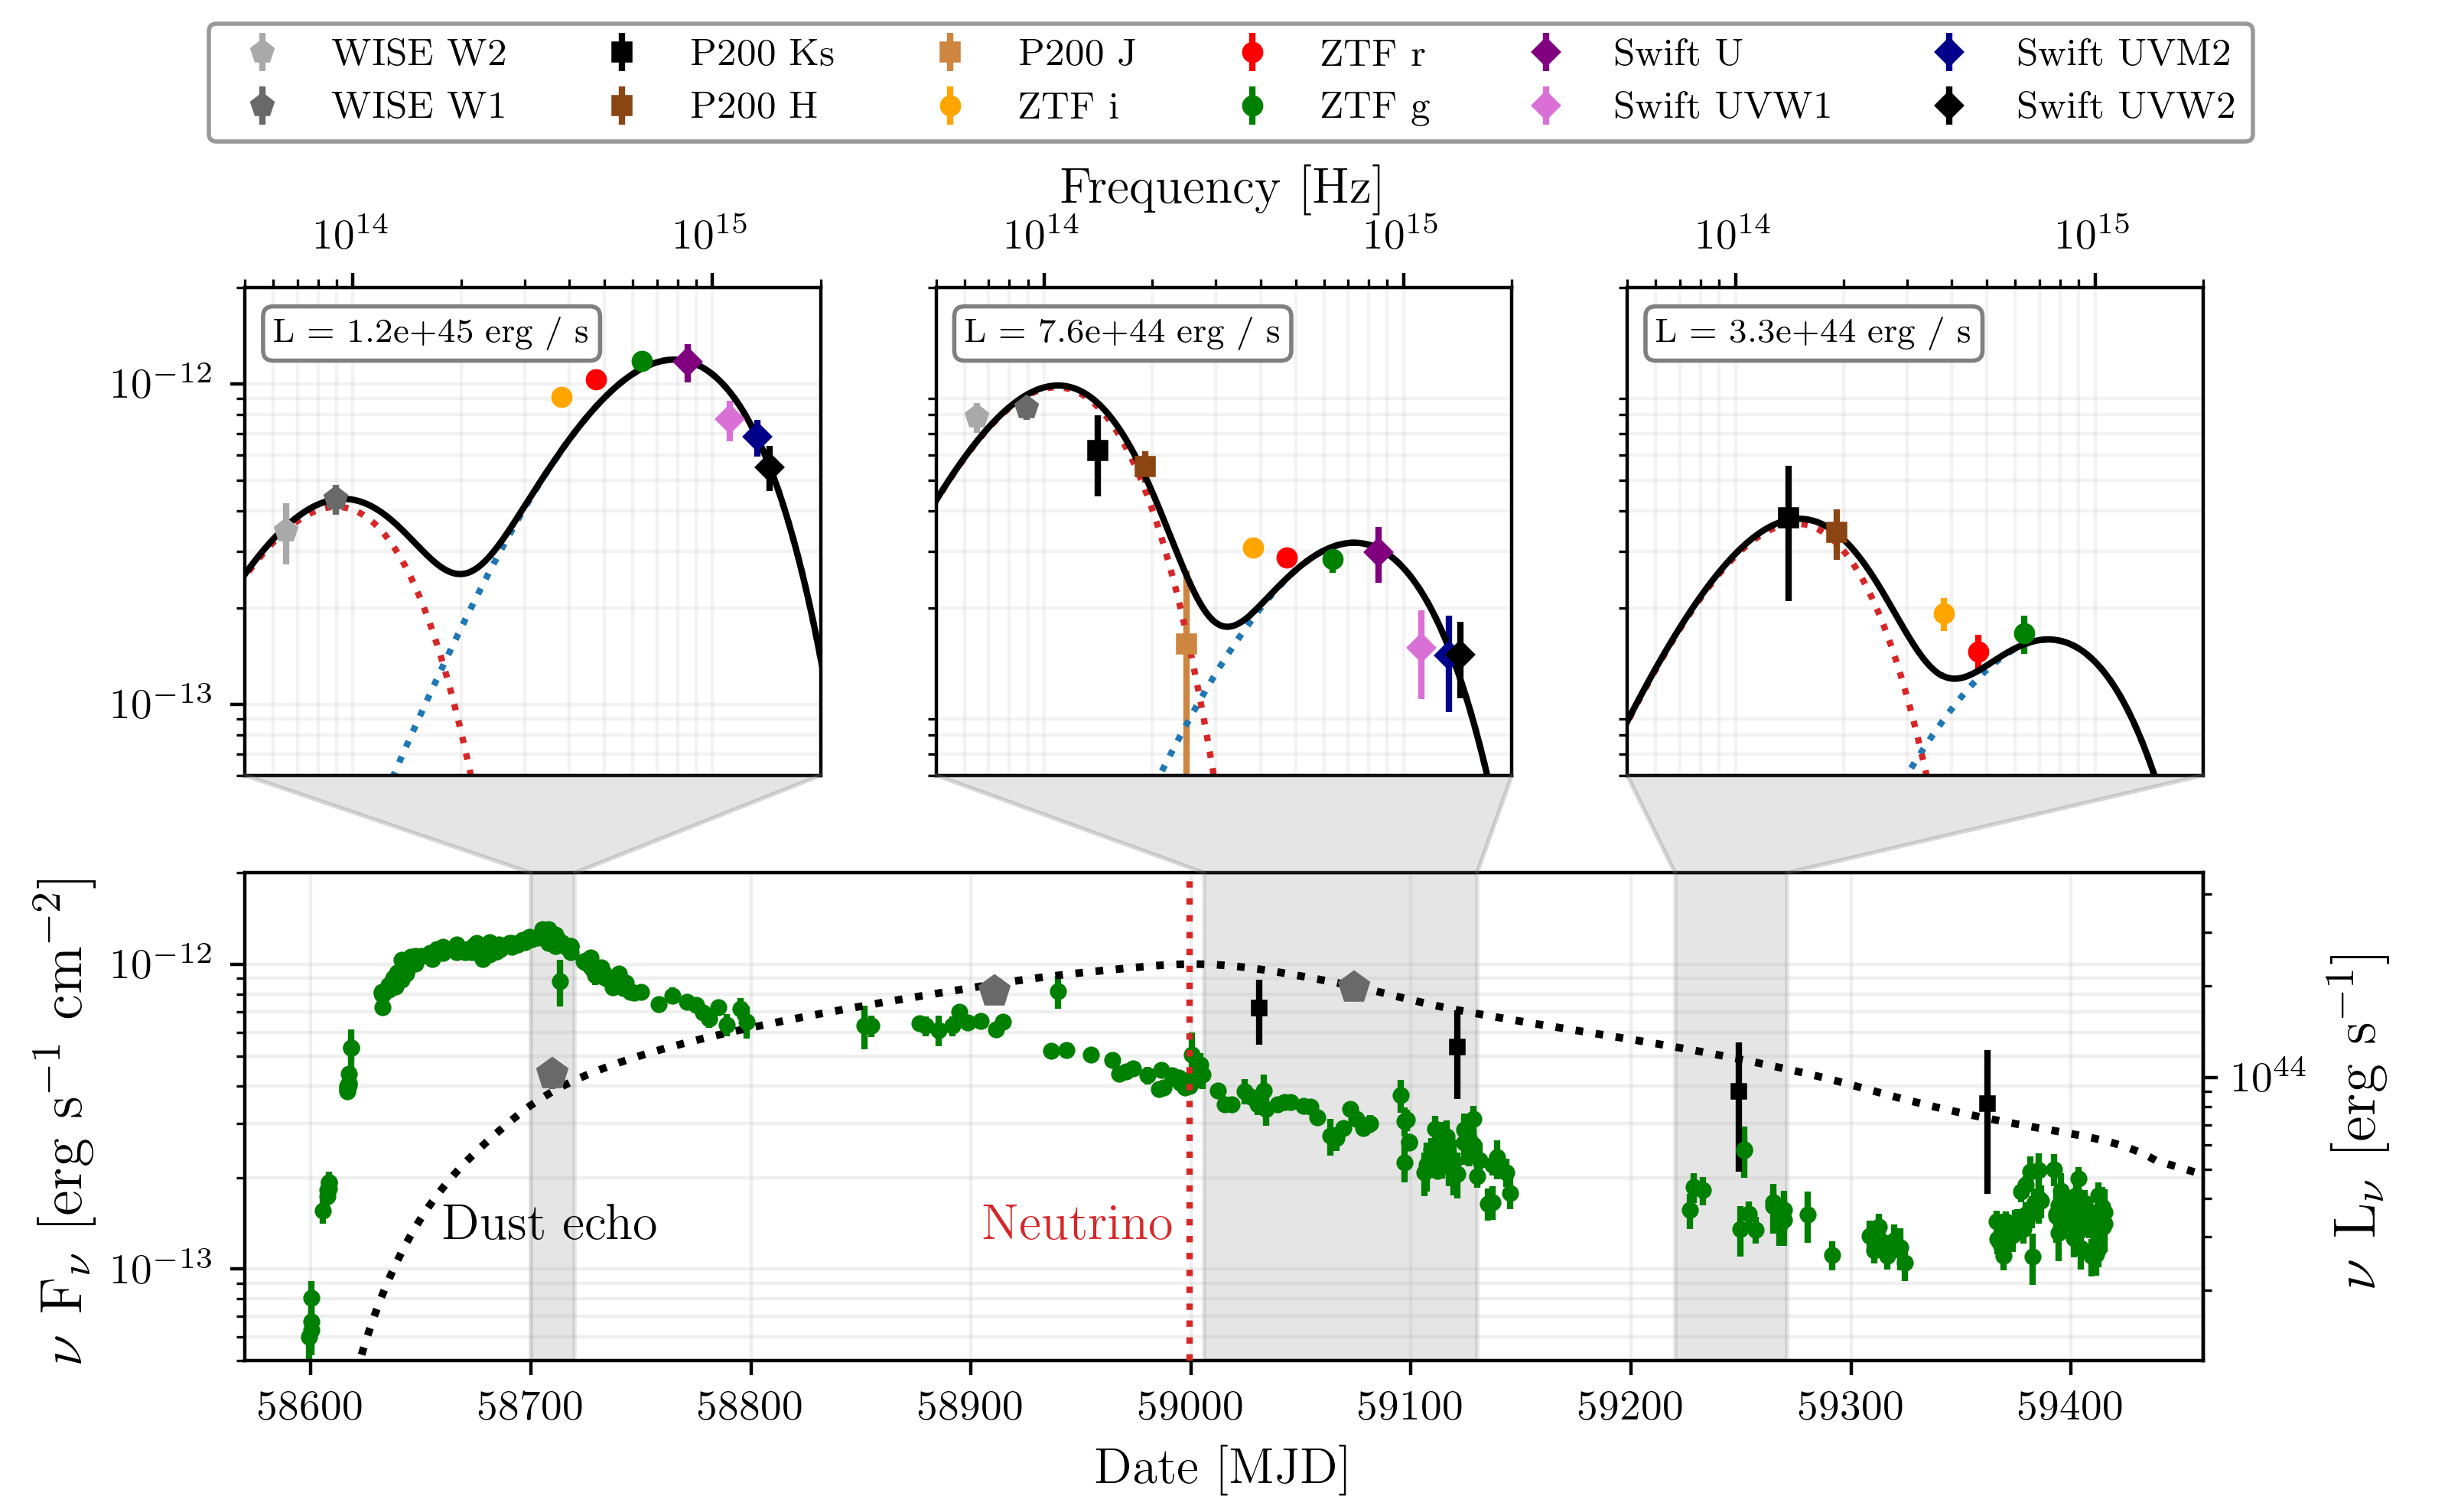 WISE W2 P200 Ks P200 J ZTF r Swift U Swift UVM2
WISE W1 P200 H ZTF i ZTF g Swift UVW1 Swift UVW2
Frequency [Hz]
10^14 10^15 10^14 10^15 10^14 10^15
L = 1.2e+45 erg / s L = 7.6e+44 erg / s L = 3.3e+44 erg / s
10^−12
10^−13
ν F_ν [erg s^−1 cm^−2]
10^−12
10^−13
Dust echo
Neutrino
10^44
ν L_ν [erg s^−1]
58600 58700 58800 58900 59000 59100 59200 59300 59400
Date [MJD]